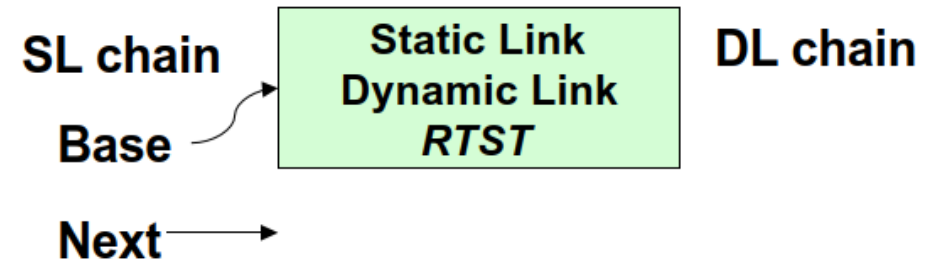 SL chain
Static Link
Dynamic Link
RTST
DL chain
Base
Next